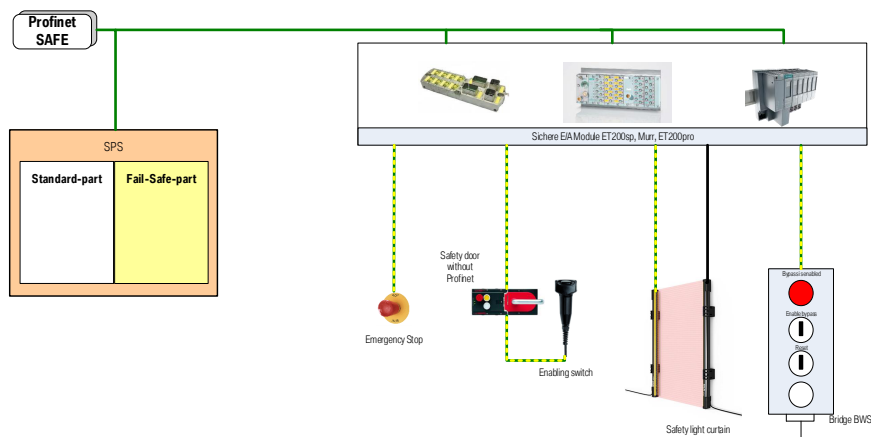 Profinet
SAFE
SPS
Standard-part
Fail-Safe-part
Sichere E/A Module ET200sp, Murr, ET200pro
Safety door
without
Profinet
Emergency Stop
Enabling switch
Safety light curtain
Bypass is enabled
Enable bypass
Reset
Bridge BWS